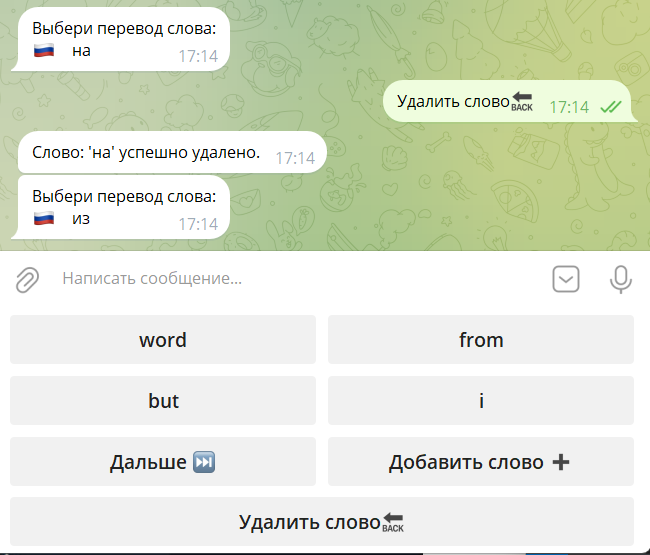 Выбери перевод слова:
🇷🇺 на
17:14
Удалить слово🔙
17:14
Слово: 'на' успешно удалено.
17:14
Выбери перевод слова:
🇷🇺 из
17:14
Написать сообщение...
word
from
but
i
Дальше ⏭
Добавить слово ➕
Удалить слово🔙